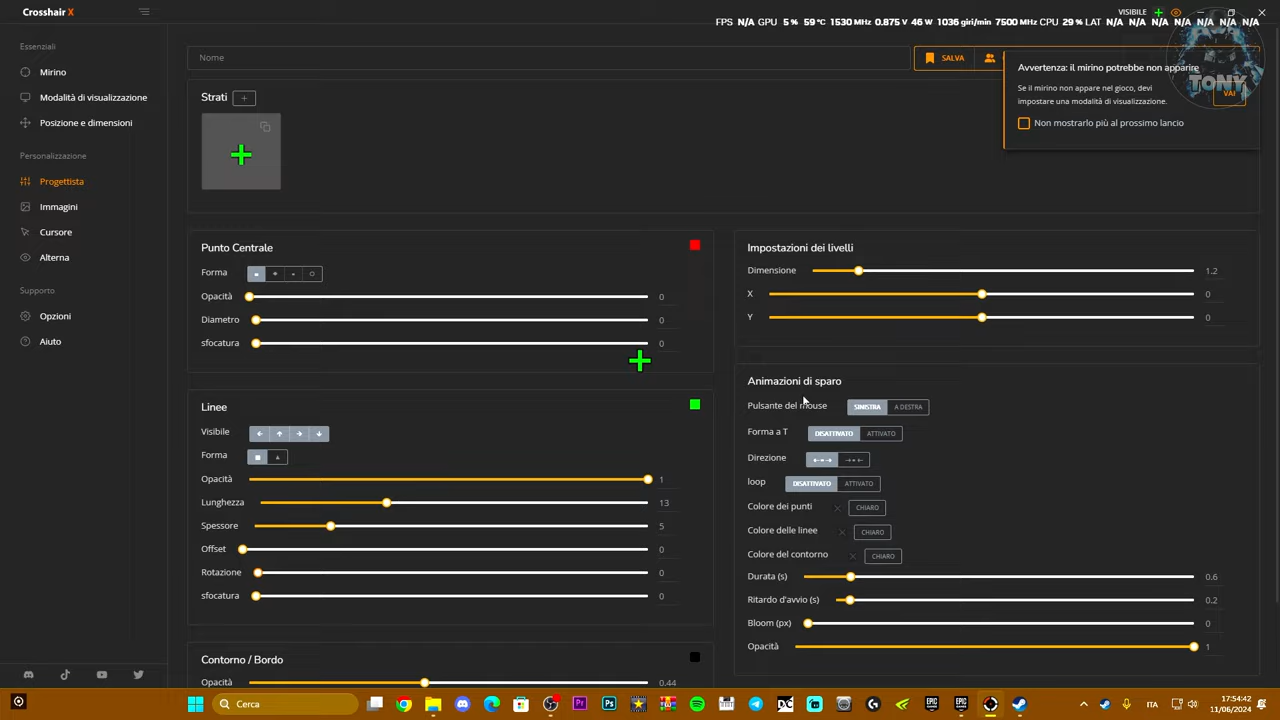 Crosshair X
VISIBILE
FPS N/A GPU 5 % 59 °C 1530 MHz 0.875 V 46 W 1036 giri/min 7500 MHz CPU 29 % LAT N/A N/A N/A N/A N/A N/A N/A
Essenziali
Mirino
Modalità di visualizzazione
Posizione e dimensioni
Personalizzazione
Progettista
Immagini
Cursore
Alterna
Supporto
Opzioni
Aiuto
Nome
SALVA
Avvertenza: il mirino potrebbe non apparire
Se il mirino non appare nel gioco, devi
impostare una modalità di visualizzazione.
VAI
Non mostrarlo più al prossimo lancio
TONY
Strati +
Punto Centrale
Forma
Opacità 0
Diametro 0
sfocatura 0
Linee
Visibile
Forma
Opacità 1
Lunghezza 13
Spessore 5
Offset 0
Rotazione 0
sfocatura 0
Contorno / Bordo
Opacità 0.44
Impostazioni dei livelli
Dimensione 1.2
X 0
Y 0
Animazioni di sparo
Pulsante del mouse SINISTRA A DESTRA
Forma a T DISATTIVATO ATTIVATO
Direzione
loop DISATTIVATO ATTIVATO
Colore dei punti CHIARO
Colore delle linee CHIARO
Colore del contorno CHIARO
Durata (s) 0.6
Ritardo d'avvio (s) 0.2
Bloom (px) 0
Opacità 1
Cerca
ITA
17:54:42
11/06/2024